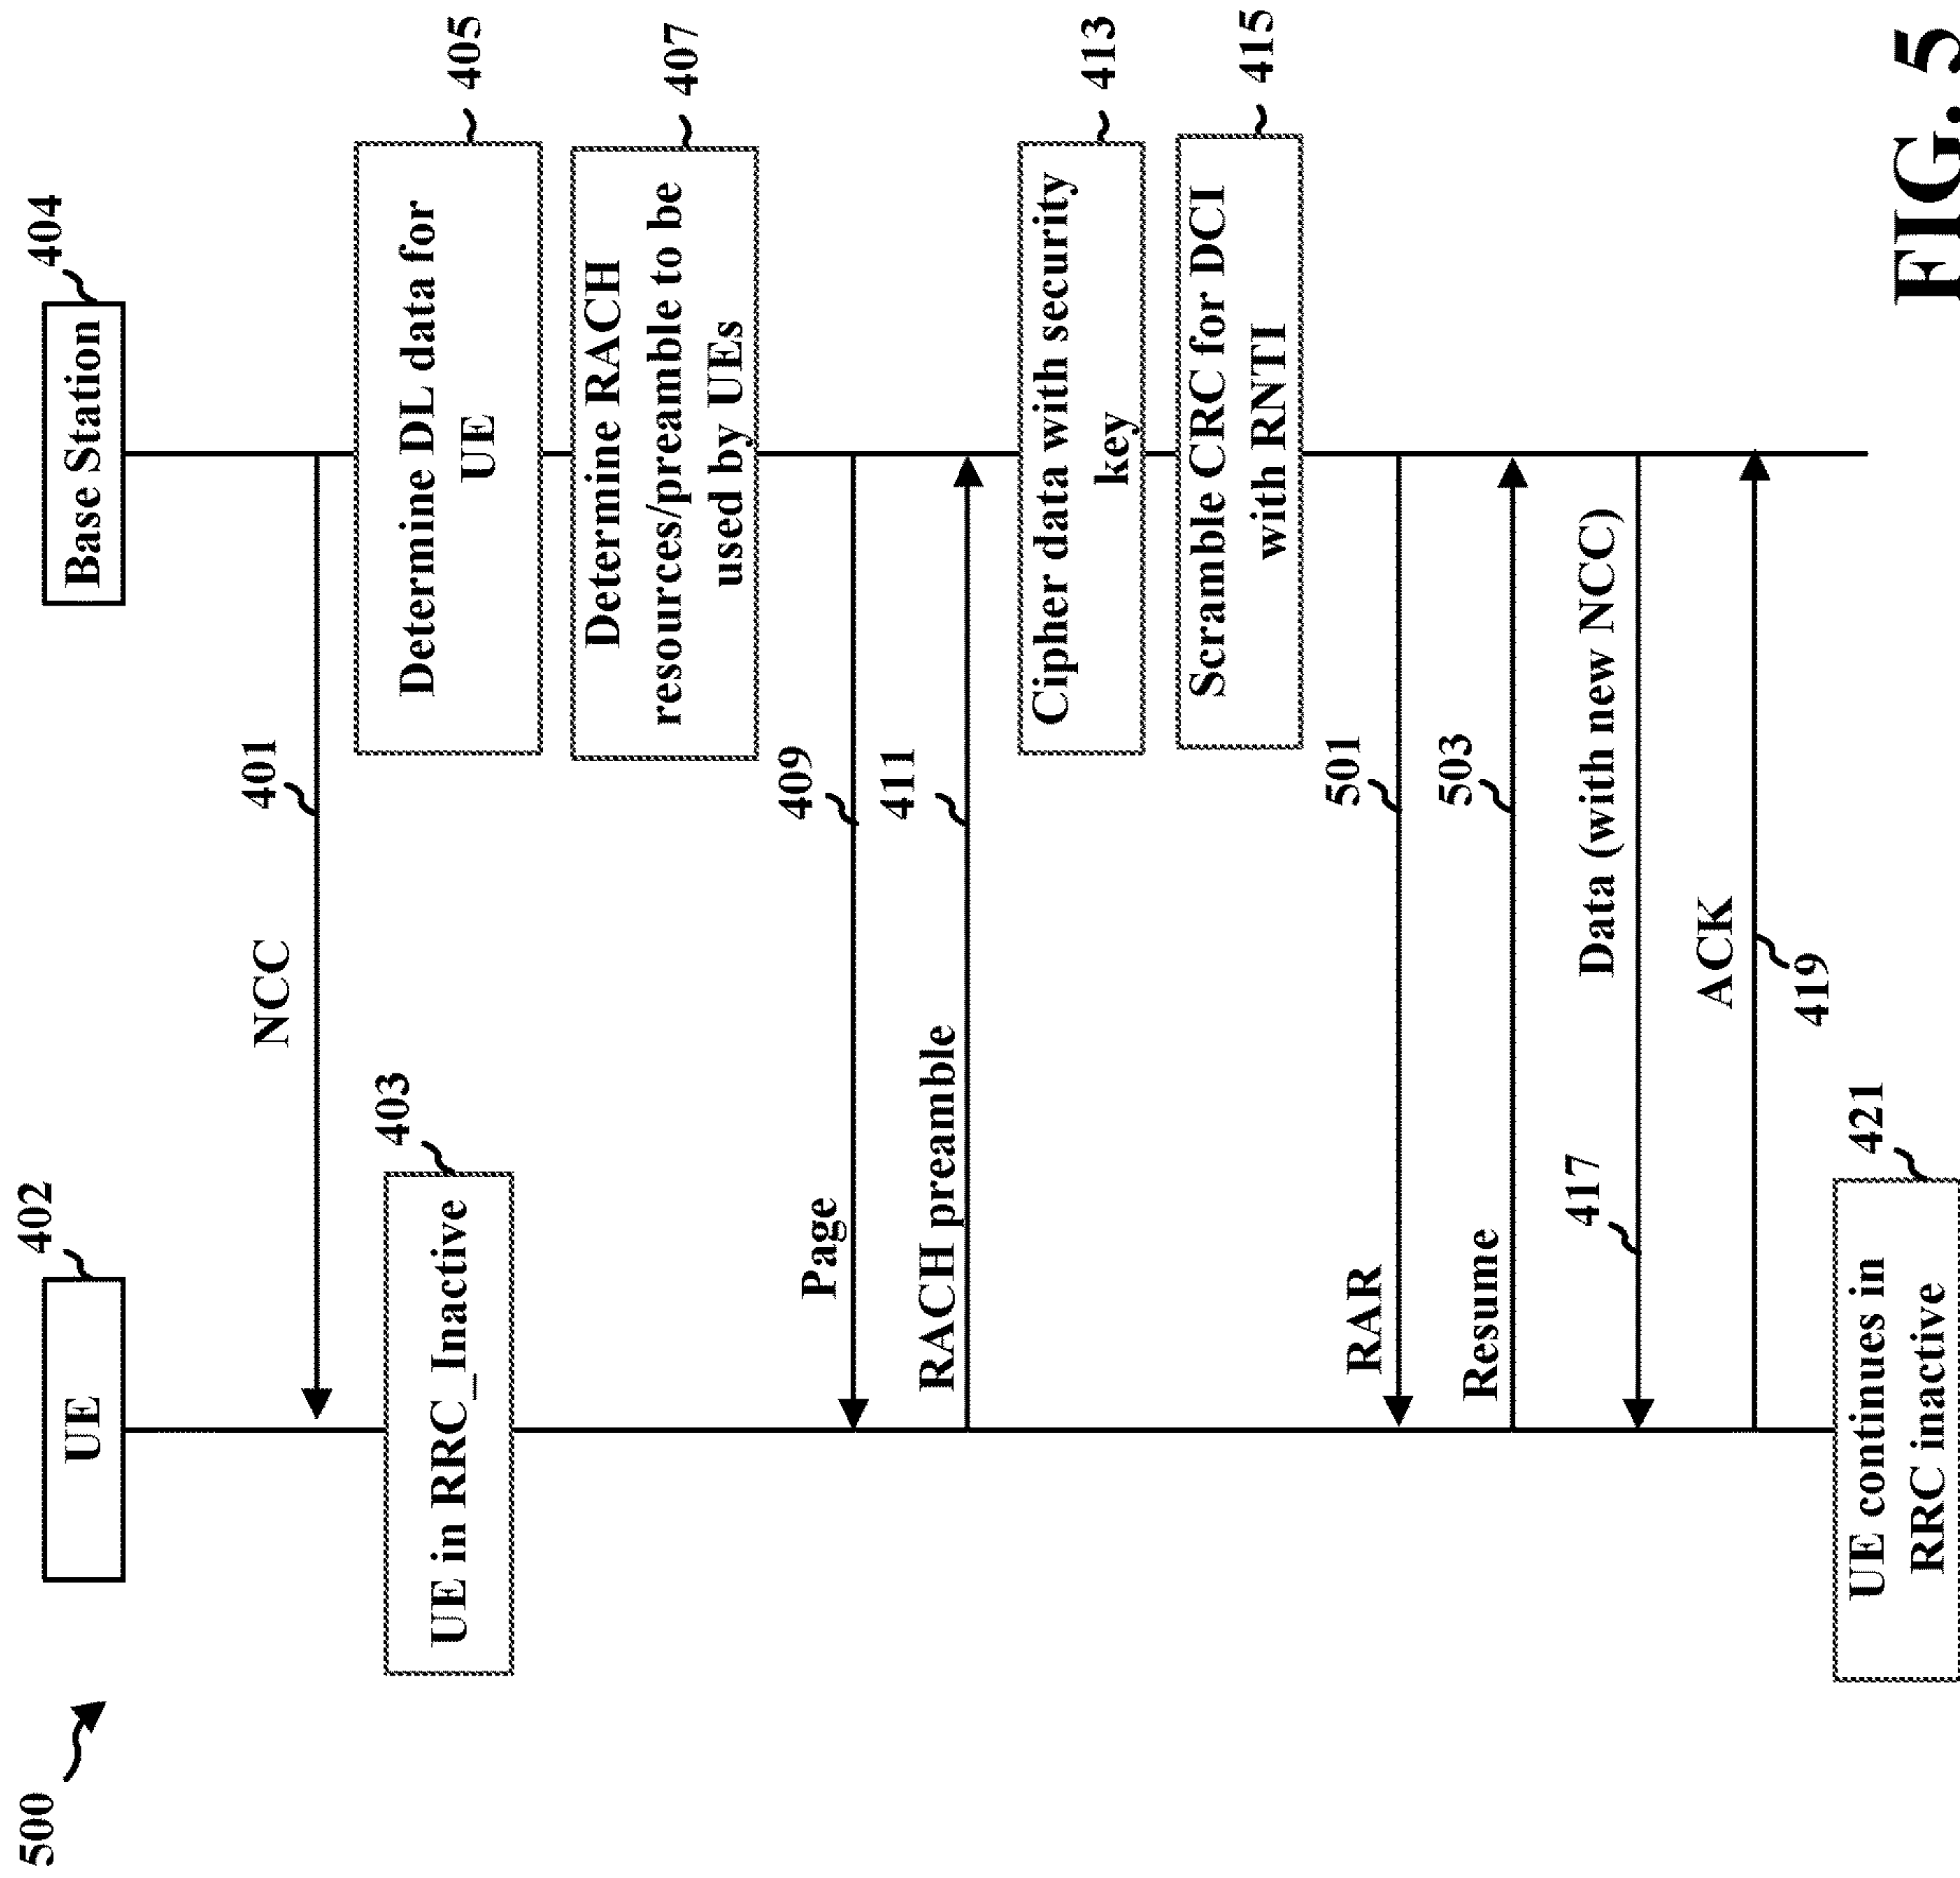 500
UE
402
Base Station
404
NCC
401
UE in RRC_Inactive
403
Determine DL data for
UE
405
Determine RACH
resources/preamble to be
used by UEs
407
Page
409
RACH preamble
411
Cipher data with security
key
413
Scramble CRC for DCI
with RNTI
415
RAR
501
Resume
503
417
Data (with new NCC)
ACK
419
UE continues in
RRC inactive
421
FIG. 5